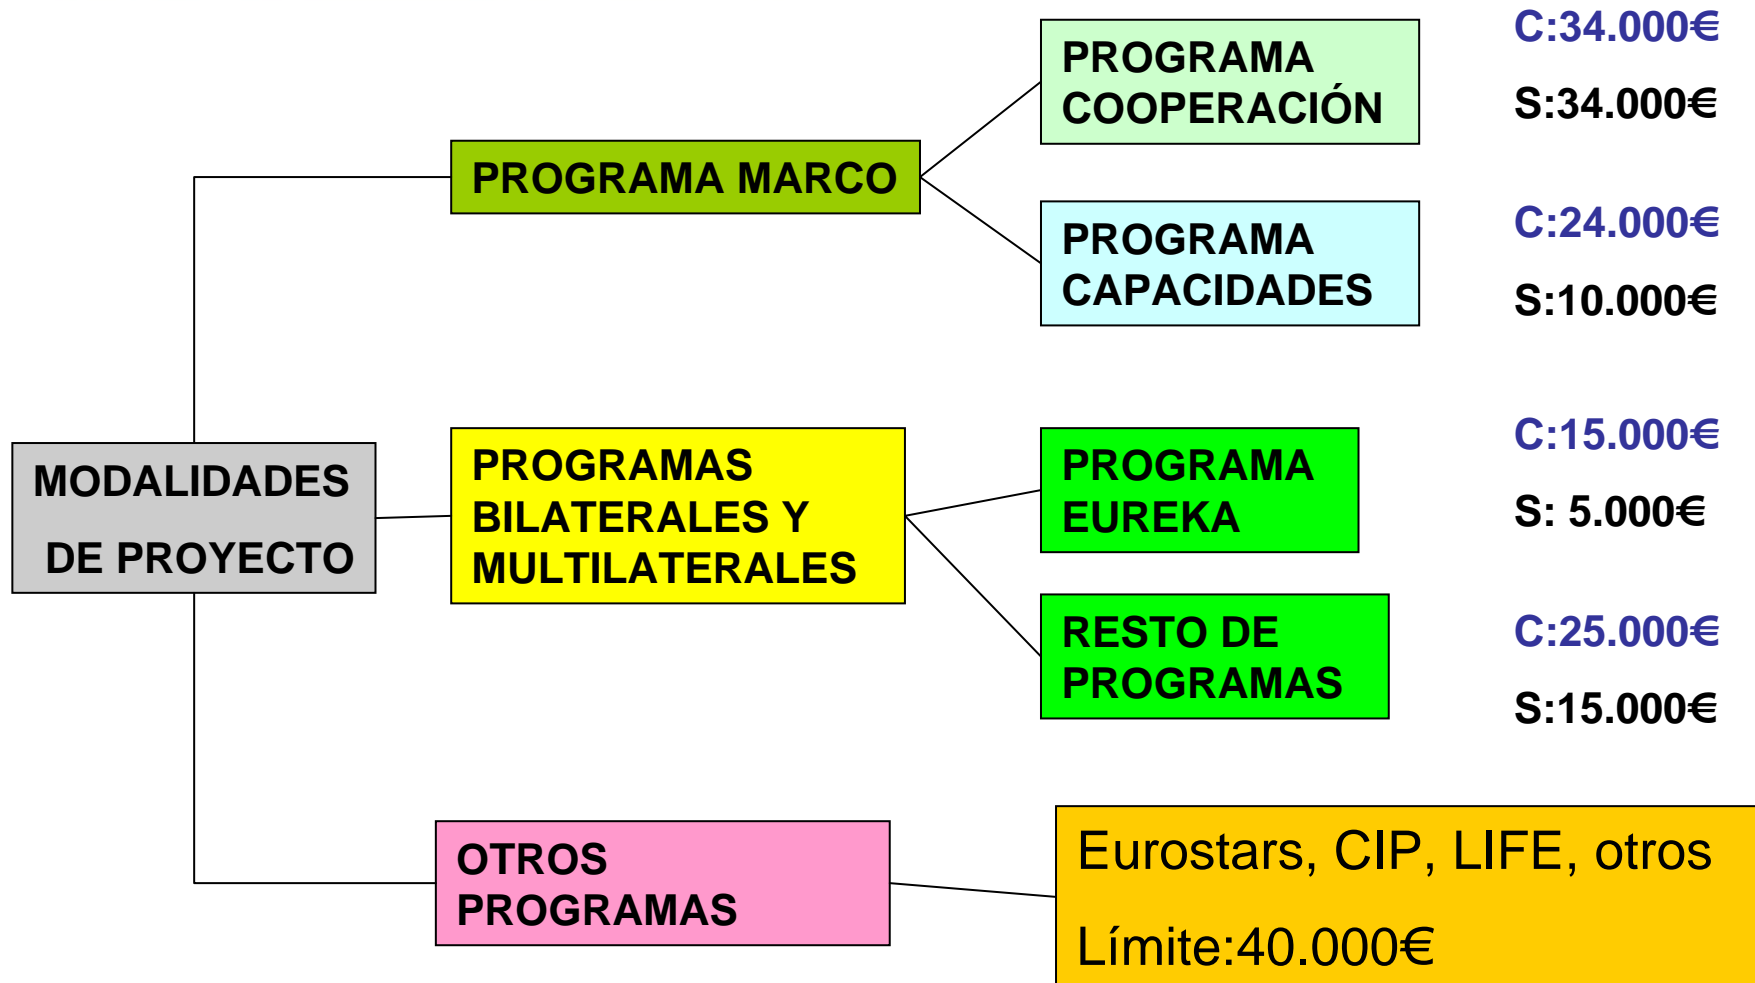 C:34.000€
PROGRAMA
COOPERACIÓN
S:34.000€
PROGRAMA MARCO
C:24.000€
PROGRAMA
CAPACIDADES
S:10.000€
C:15.000€
MODALIDADES
DE PROYECTO
PROGRAMAS
BILATERALES Y
MULTILATERALES
PROGRAMA
EUREKA
S: 5.000€
C:25.000€
RESTO DE
PROGRAMAS
S:15.000€
OTROS
PROGRAMAS
Eurostars, CIP, LIFE, otros
Límite:40.000€